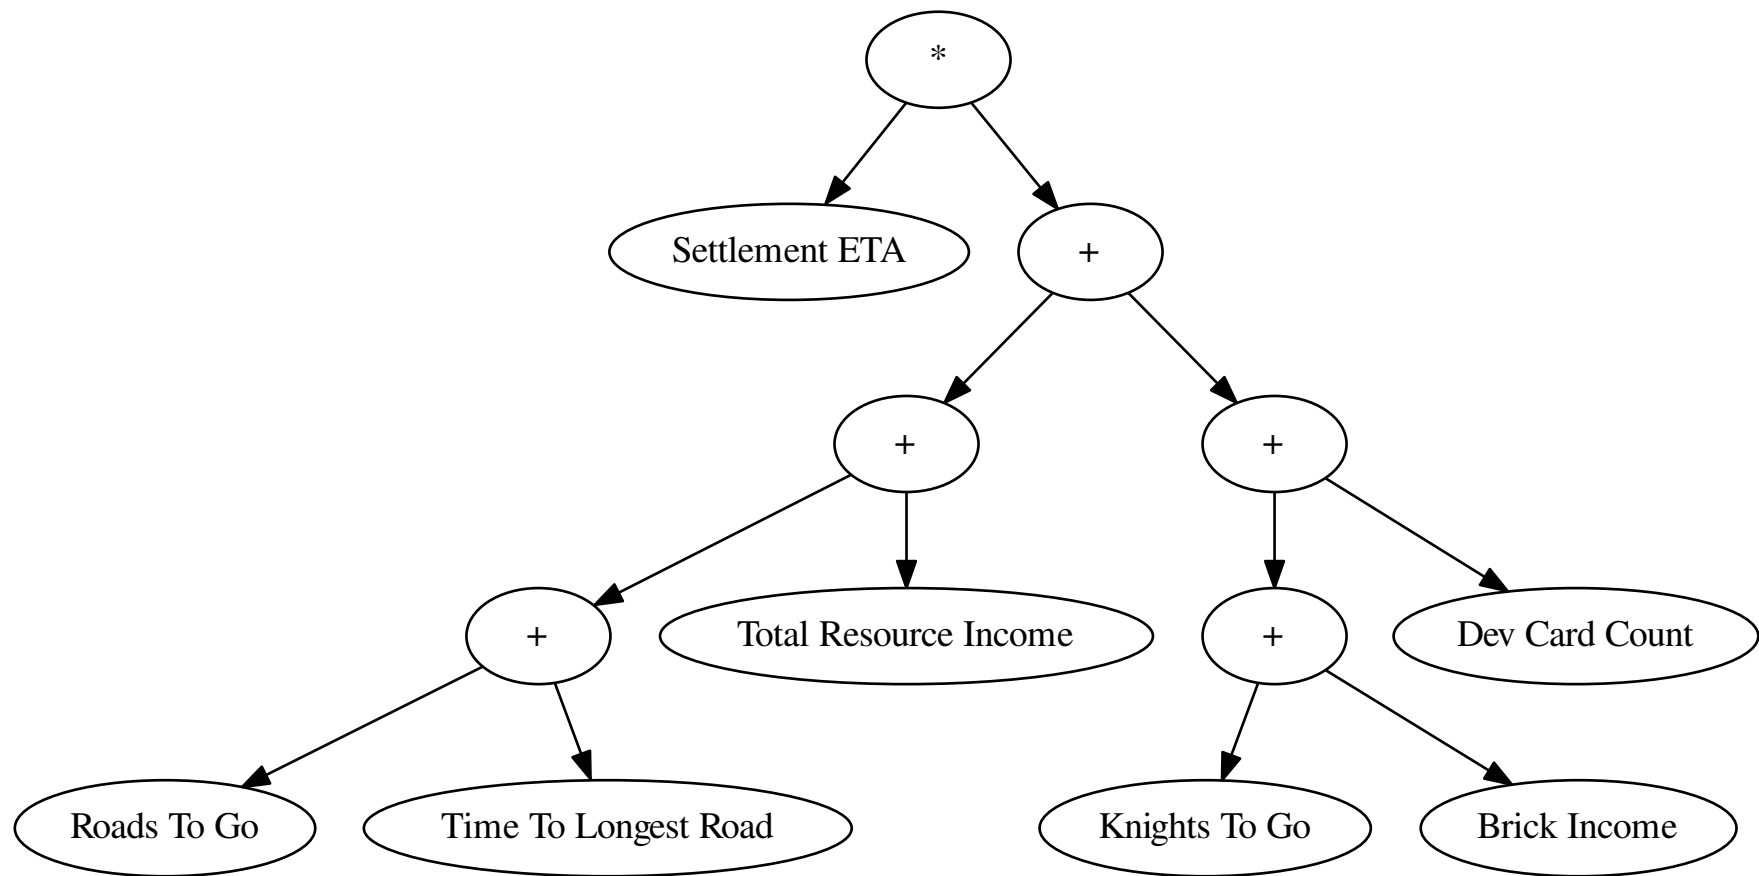 *
Settlement ETA
+
+
+
+
Total Resource Income
+
Dev Card Count
Roads To Go
Time To Longest Road
Knights To Go
Brick Income